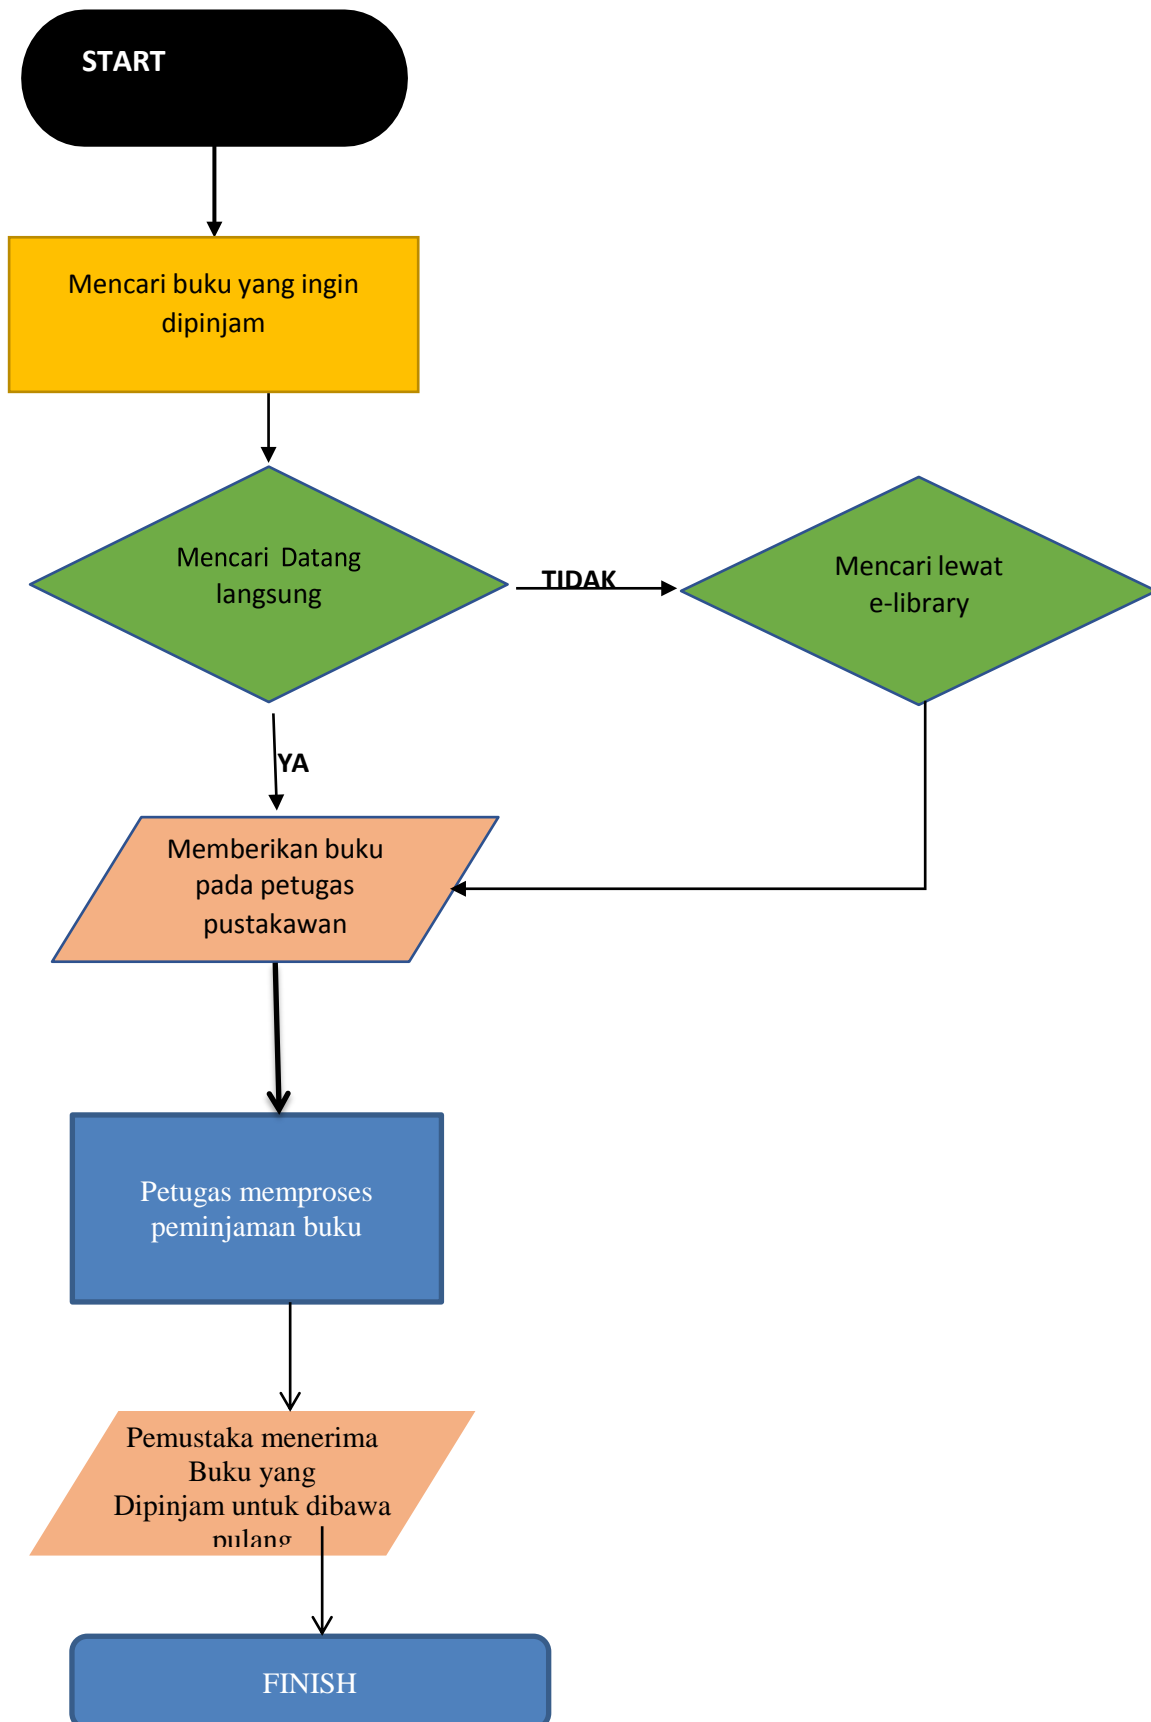 START
Mencari buku yang ingin
dipinjam
Mencari Datang
langsung
TIDAK
Mencari lewat
e-library
YA
Memberikan buku
pada petugas
pustakawan
Petugas memproses
peminjaman buku
Pemustaka menerima
Buku yang
Dipinjam untuk dibawa
pulang
FINISH